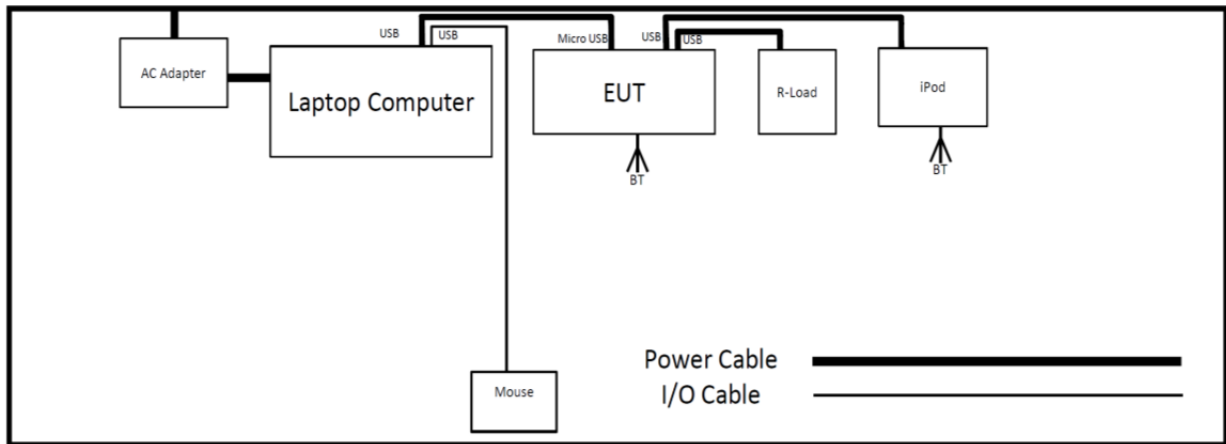 USB
USB
Micro USB
USB
USB
AC Adapter
Laptop Computer
EUT
R-Load
iPod
BT
BT
Power Cable
I/O Cable
Mouse